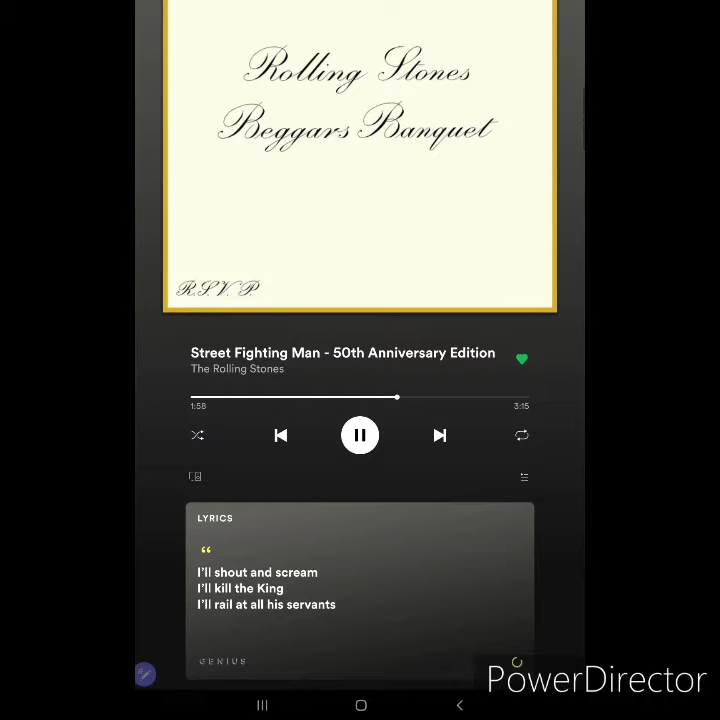 Rolling Stones
Beggars Banquet
R.S.V.P.
Street Fighting Man - 50th Anniversary Edition
The Rolling Stones
1:58
3:15
LYRICS
“
I'll shout and scream
I'll kill the King
I'll rail at all his servants
GENIUS
PowerDirector